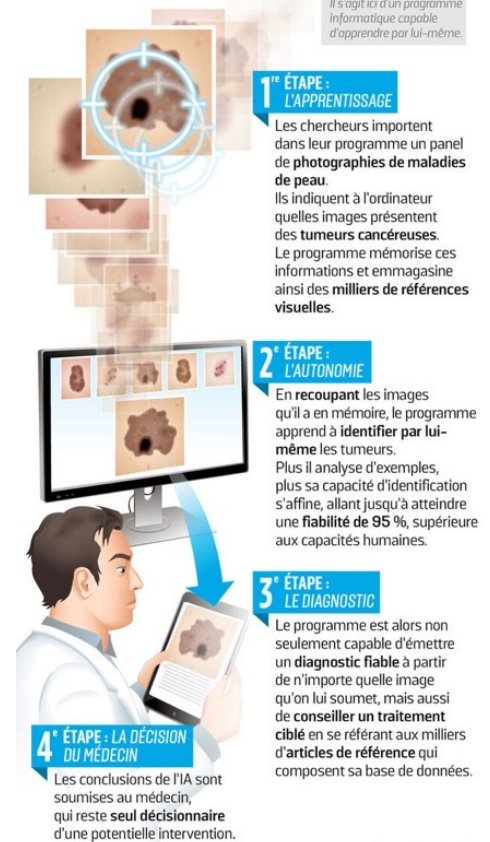 Il s'agit ici d'un programme
informatique capable
d'apprendre par lui-même.
1re ÉTAPE :
L'APPRENTISSAGE
Les chercheurs importent
dans leur programme un panel
de photographies de maladies
de peau.
Ils indiquent à l'ordinateur
quelles images présentent
des tumeurs cancéreuses.
Le programme mémorise ces
informations et emmagasine
ainsi des milliers de références
visuelles.
2e ÉTAPE :
L'AUTONOMIE
En recoupant les images
qu'il a en mémoire, le programme
apprend à identifier par lui-
même les tumeurs.
Plus il analyse d'exemples,
plus sa capacité d'identification
s'affine, allant jusqu'à atteindre
une fiabilité de 95 %, supérieure
aux capacités humaines.
3e ÉTAPE :
LE DIAGNOSTIC
Le programme est alors non
seulement capable d'émettre
un diagnostic fiable à partir
de n'importe quelle image
qu'on lui soumet, mais aussi
de conseiller un traitement
ciblé en se référant aux milliers
d'articles de référence qui
composent sa base de données.
4e ÉTAPE : LA DÉCISION
DU MÉDECIN
Les conclusions de l'IA sont
soumises au médecin,
qui reste seul décisionnaire
d'une potentielle intervention.